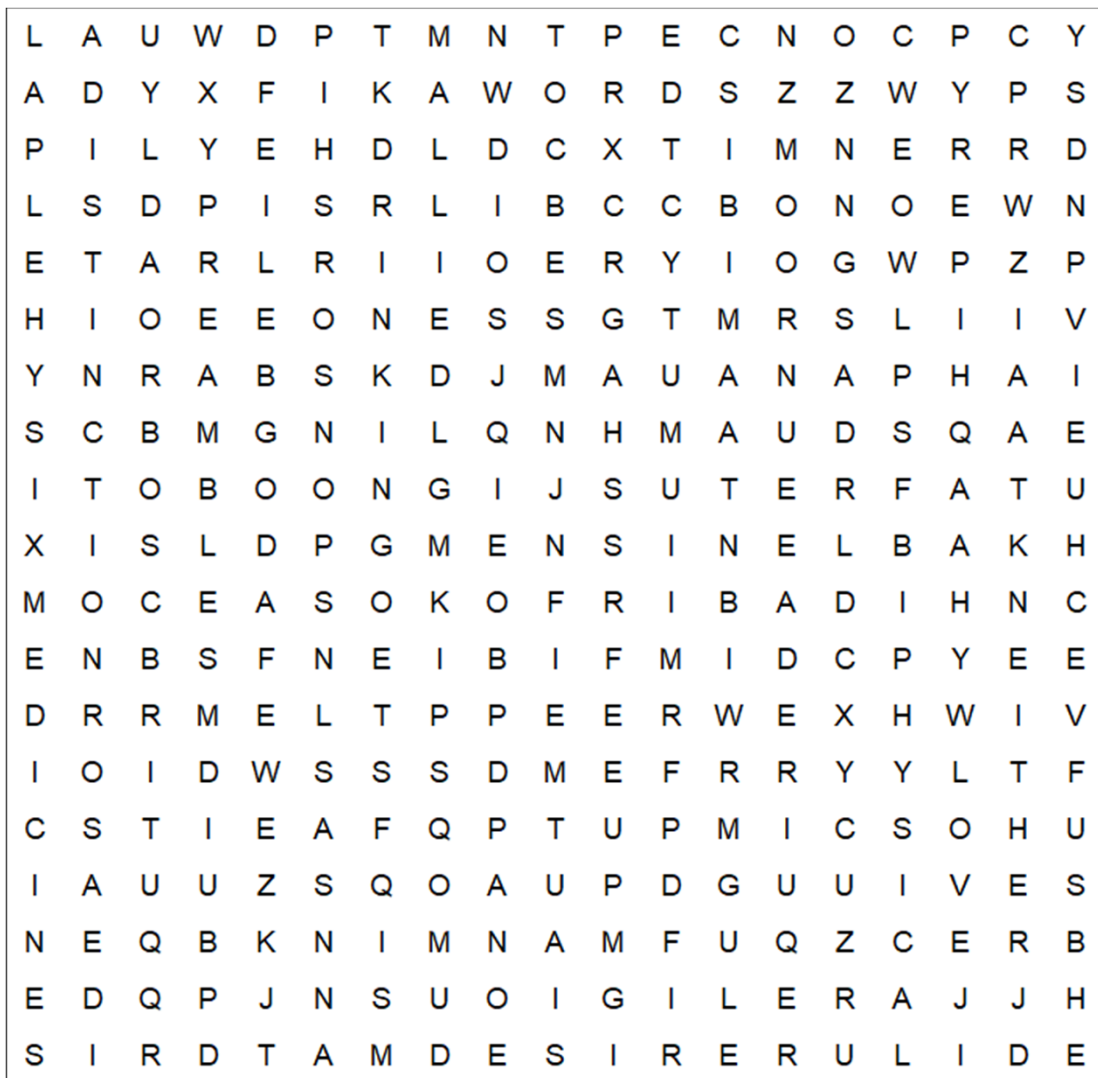 L A U W D P T M N T P E C N O C P C Y
A D Y X F I K A W O R D S Z Z W Y P S
P I L Y E H D L D C X T I M N E R R D
L S D P I S R L I B C C B O N O E W N
E T A R L R I I O E R Y I O G W P Z P
H I O E E O N E S S G T M R S L I I V
Y N R A B S K D J M A U A N A P H A I
S C B M G N I L Q N H M A U D S Q A E
I T O B O O N G I J S U T E R F A T U
X I S L D P G M E N S I N E L B A K H
M O C E A S O K O F R I B A D I H N C
E N B S F N E I B I F M I D C P Y E E
D R R M E L T P P E E R W E X H W I V
I O I D W S S S D M E F R R Y Y L T F
C S T I E A F Q P T U P M I C S O H U
I A U U Z S Q O A U P D G U U I V E S
N E Q B K N I M N A M F U Q Z C E R B
E D Q P J N S U O I G I L E R A J J H
S I R D T A M D E S I R E R U L I D E